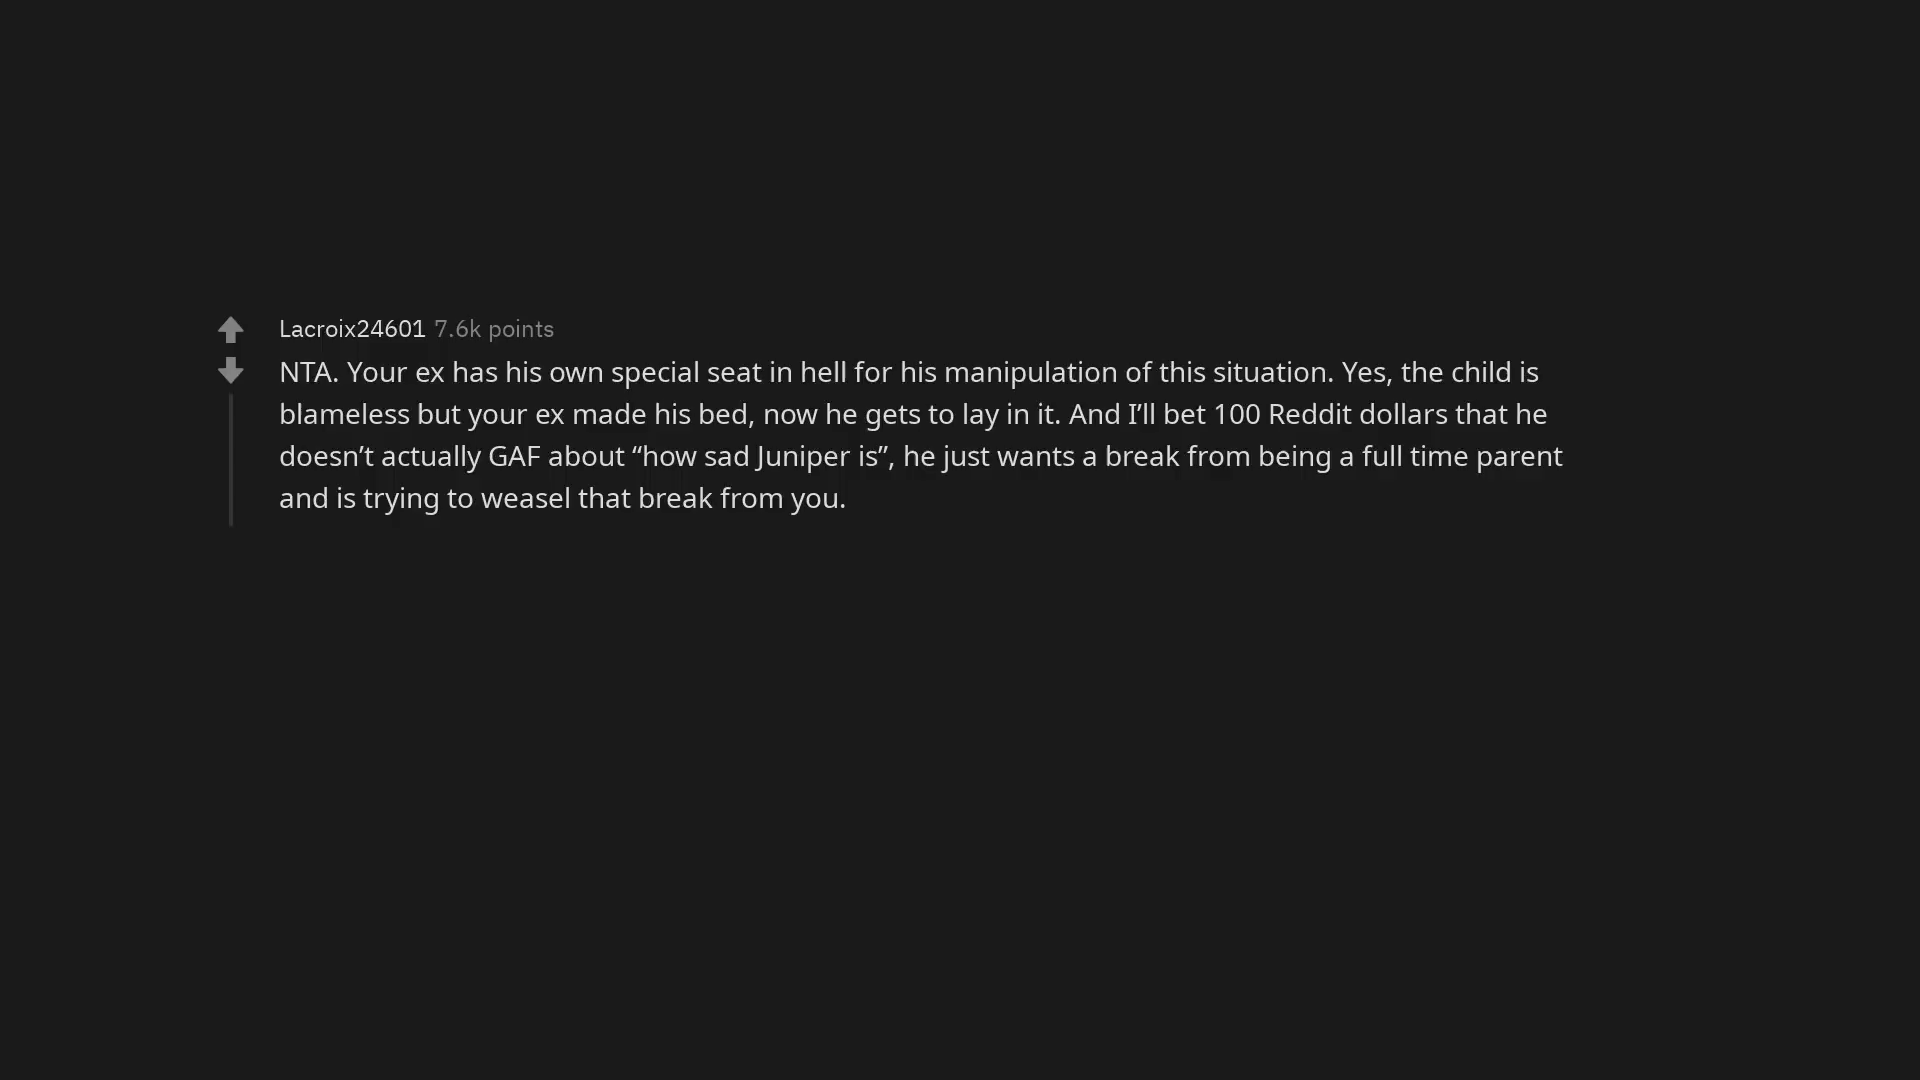 Lacroix24601 7.6k points
NTA. Your ex has his own special seat in hell for his manipulation of this situation. Yes, the child is
blameless but your ex made his bed, now he gets to lay in it. And I’ll bet 100 Reddit dollars that he
doesn’t actually GAF about “how sad Juniper is”, he just wants a break from being a full time parent
and is trying to weasel that break from you.